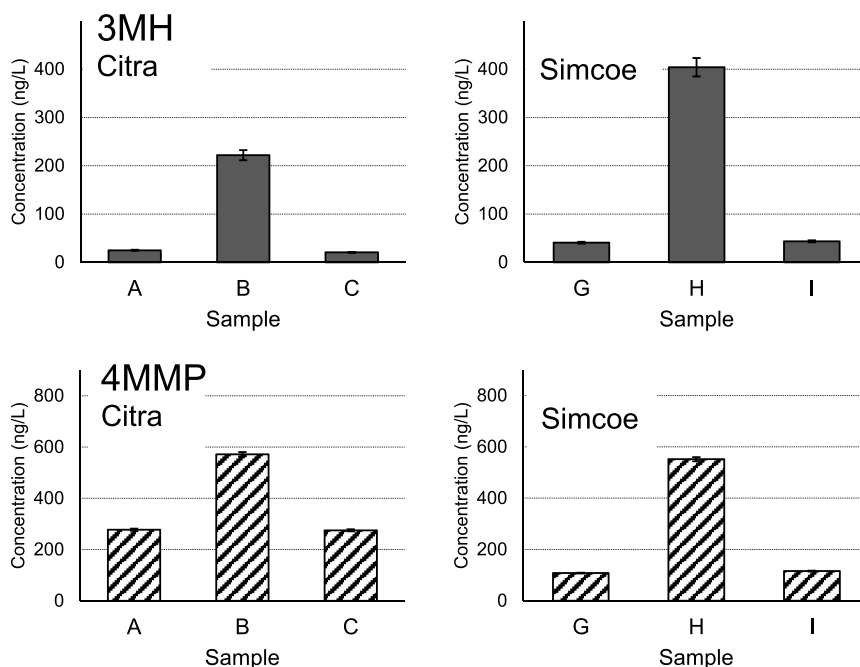 3MH
Citra
Concentration (ng/L)
400
300
200
100
0
A B C
Sample
Simcoe
Concentration (ng/L)
400
300
200
100
0
G H I
Sample
4MMP
Citra
Concentration (ng/L)
800
600
400
200
0
A B C
Sample
Simcoe
Concentration (ng/L)
800
600
400
200
0
G H I
Sample